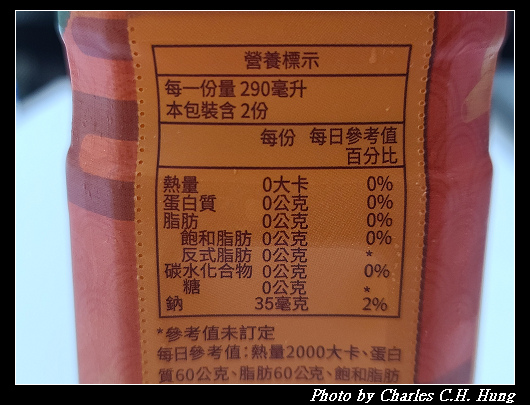 營養標示
每一份量 290毫升
本包裝含 2份
每份 每日參考值
百分比
熱量 0大卡 0%
蛋白質 0公克 0%
脂肪 0公克 0%
飽和脂肪 0公克 0%
反式脂肪 0公克 *
碳水化合物 0公克 0%
糖 0公克 *
鈉 35毫克 2%
*參考值未訂定
每日參考值：熱量2000大卡、蛋白
質60公克、脂肪60公克、飽和脂肪
Photo by Charles C.H. Hung